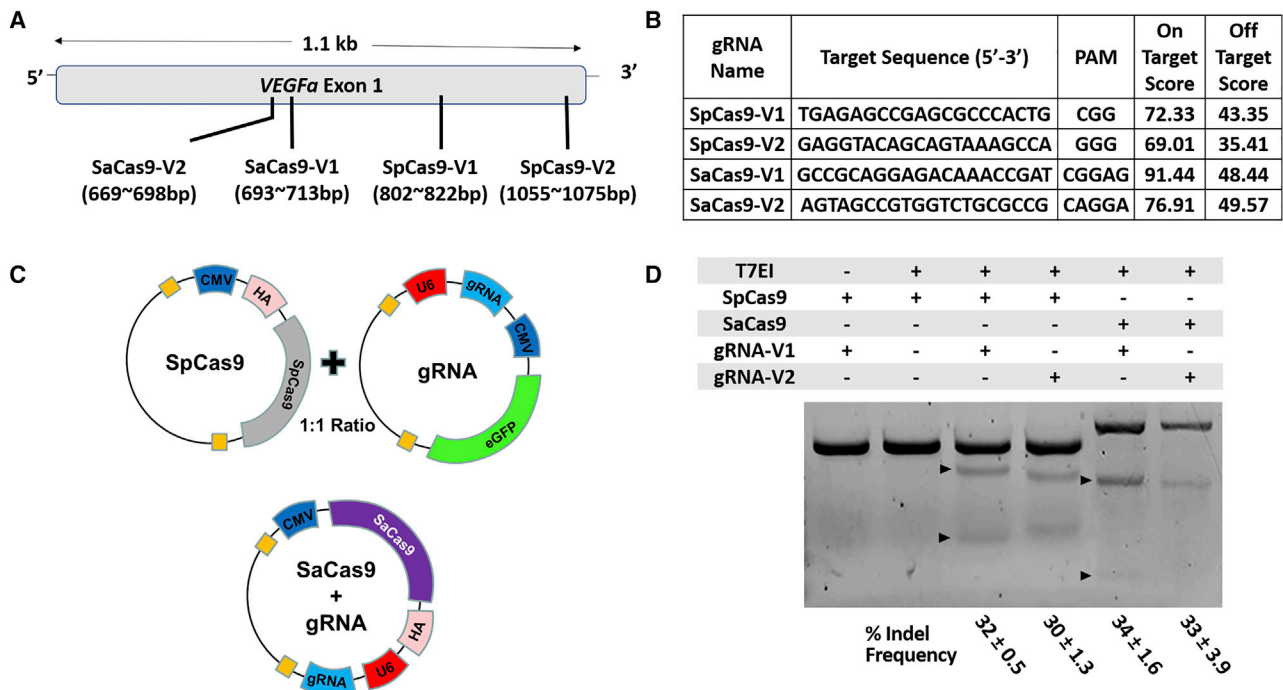 A
1.1 kb
5’
3’
VEGFα Exon 1
SaCas9-V2
(669~698bp)
SaCas9-V1
(693~713bp)
SpCas9-V1
(802~822bp)
SpCas9-V2
(1055~1075bp)
B
gRNA Name Target Sequence (5’-3’) PAM On Target Score Off Target Score
SpCas9-V1 TGAGAGCCGAGCGCCCACTG CGG 72.33 43.35
SpCas9-V2 GAGGTACAGCAGTAAAGCCA GGG 69.01 35.41
SaCas9-V1 GCCGCAGGAGACAAACCGAT CGGAG 91.44 48.44
SaCas9-V2 AGTAGCCGTGGTCTGCGCCG CAGGA 76.91 49.57
C
CMV
HA
SpCas9
SpCas9
+
1:1 Ratio
U6
gRNA
CMV
eGFP
gRNA
CMV
SaCas9
HA
U6
gRNA
SaCas9
+
gRNA
D
T7EI - + + + + +
SpCas9 + + + + - -
SaCas9 - - - - + +
gRNA-V1 + - + - + -
gRNA-V2 - - - + - +
% Indel
Frequency
32 ± 0.5
30 ± 1.3
34 ± 1.6
33 ± 3.9